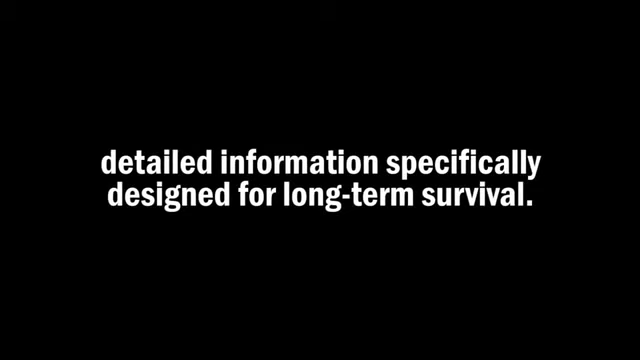 detailed information specifically
designed for long-term survival.